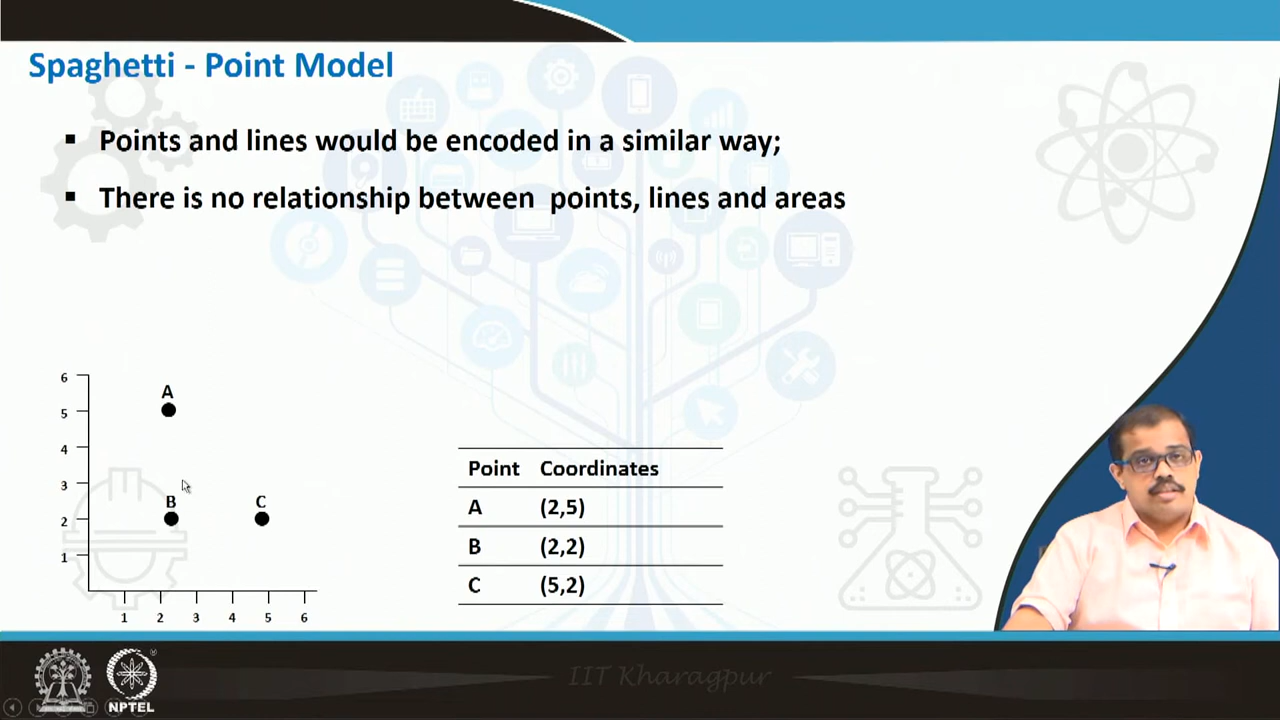 Spaghetti - Point Model
▪ Points and lines would be encoded in a similar way;
▪ There is no relationship between points, lines and areas
6
5
4
3
2
1
A
B
C
1 2 3 4 5 6
Point Coordinates
A (2,5)
B (2,2)
C (5,2)
IIT Kharagpur
NPTEL